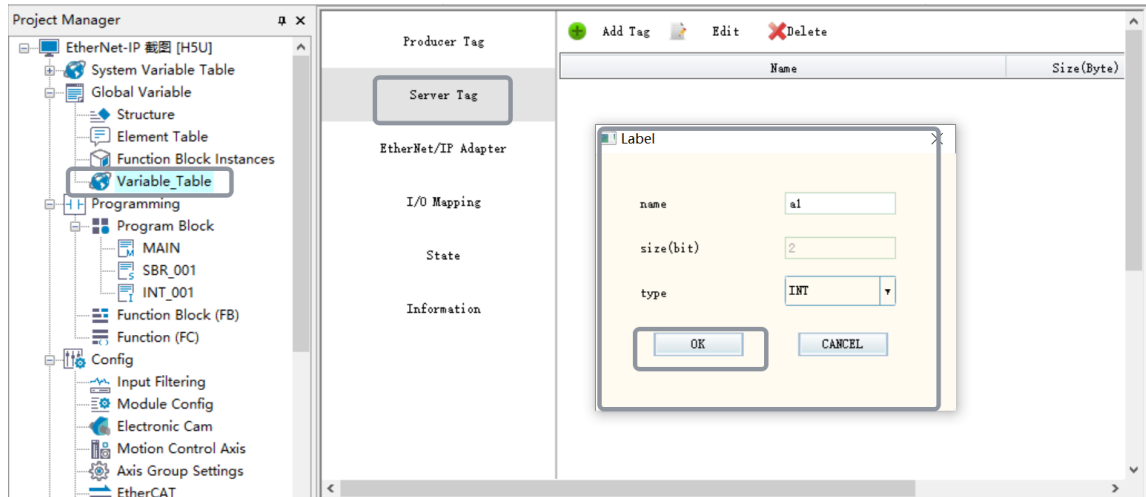 Project Manager
EtherNet-IP 截图 [H5U]
System Variable Table
Global Variable
Structure
Element Table
Function Block Instances
Variable_Table
Programming
Program Block
MAIN
SBR_001
INT_001
Function Block (FB)
Function (FC)
Config
Input Filtering
Module Config
Electronic Cam
Motion Control Axis
Axis Group Settings
EtherCAT
Producer Tag
Server Tag
EtherNet/IP Adapter
I/O Mapping
State
Information
Add Tag Edit Delete
Name Size(Byte)
Label
name a1
size(bit) 2
type INT
OK CANCEL